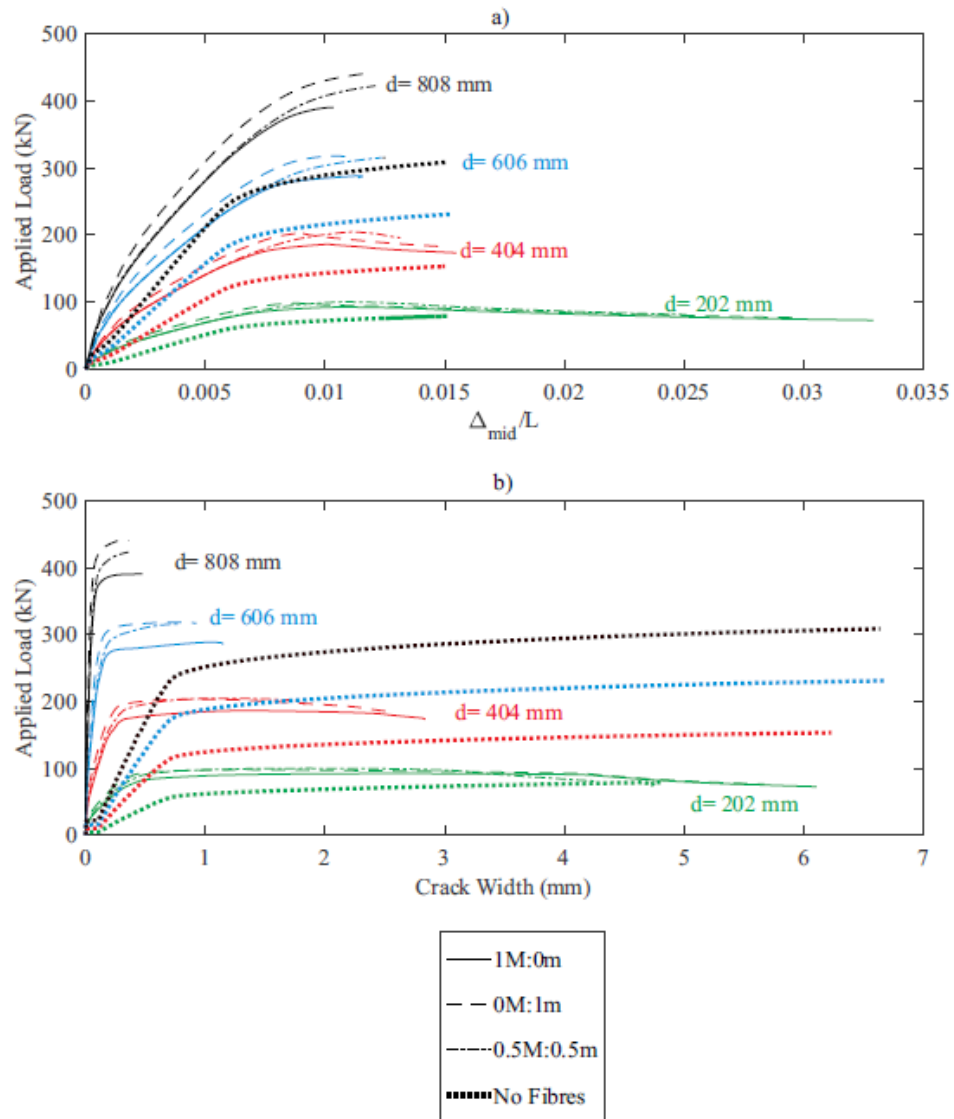 a)
500
400
300
200
100
0
Applied Load (kN)
d= 808 mm
d= 606 mm
d= 404 mm
d= 202 mm
0 0.005 0.01 0.015 0.02 0.025 0.03 0.035
Δmid/L
b)
500
400
300
200
100
0
Applied Load (kN)
d= 808 mm
d= 606 mm
d= 404 mm
d= 202 mm
0 1 2 3 4 5 6 7
Crack Width (mm)
1M:0m
0M:1m
0.5M:0.5m
No Fibres